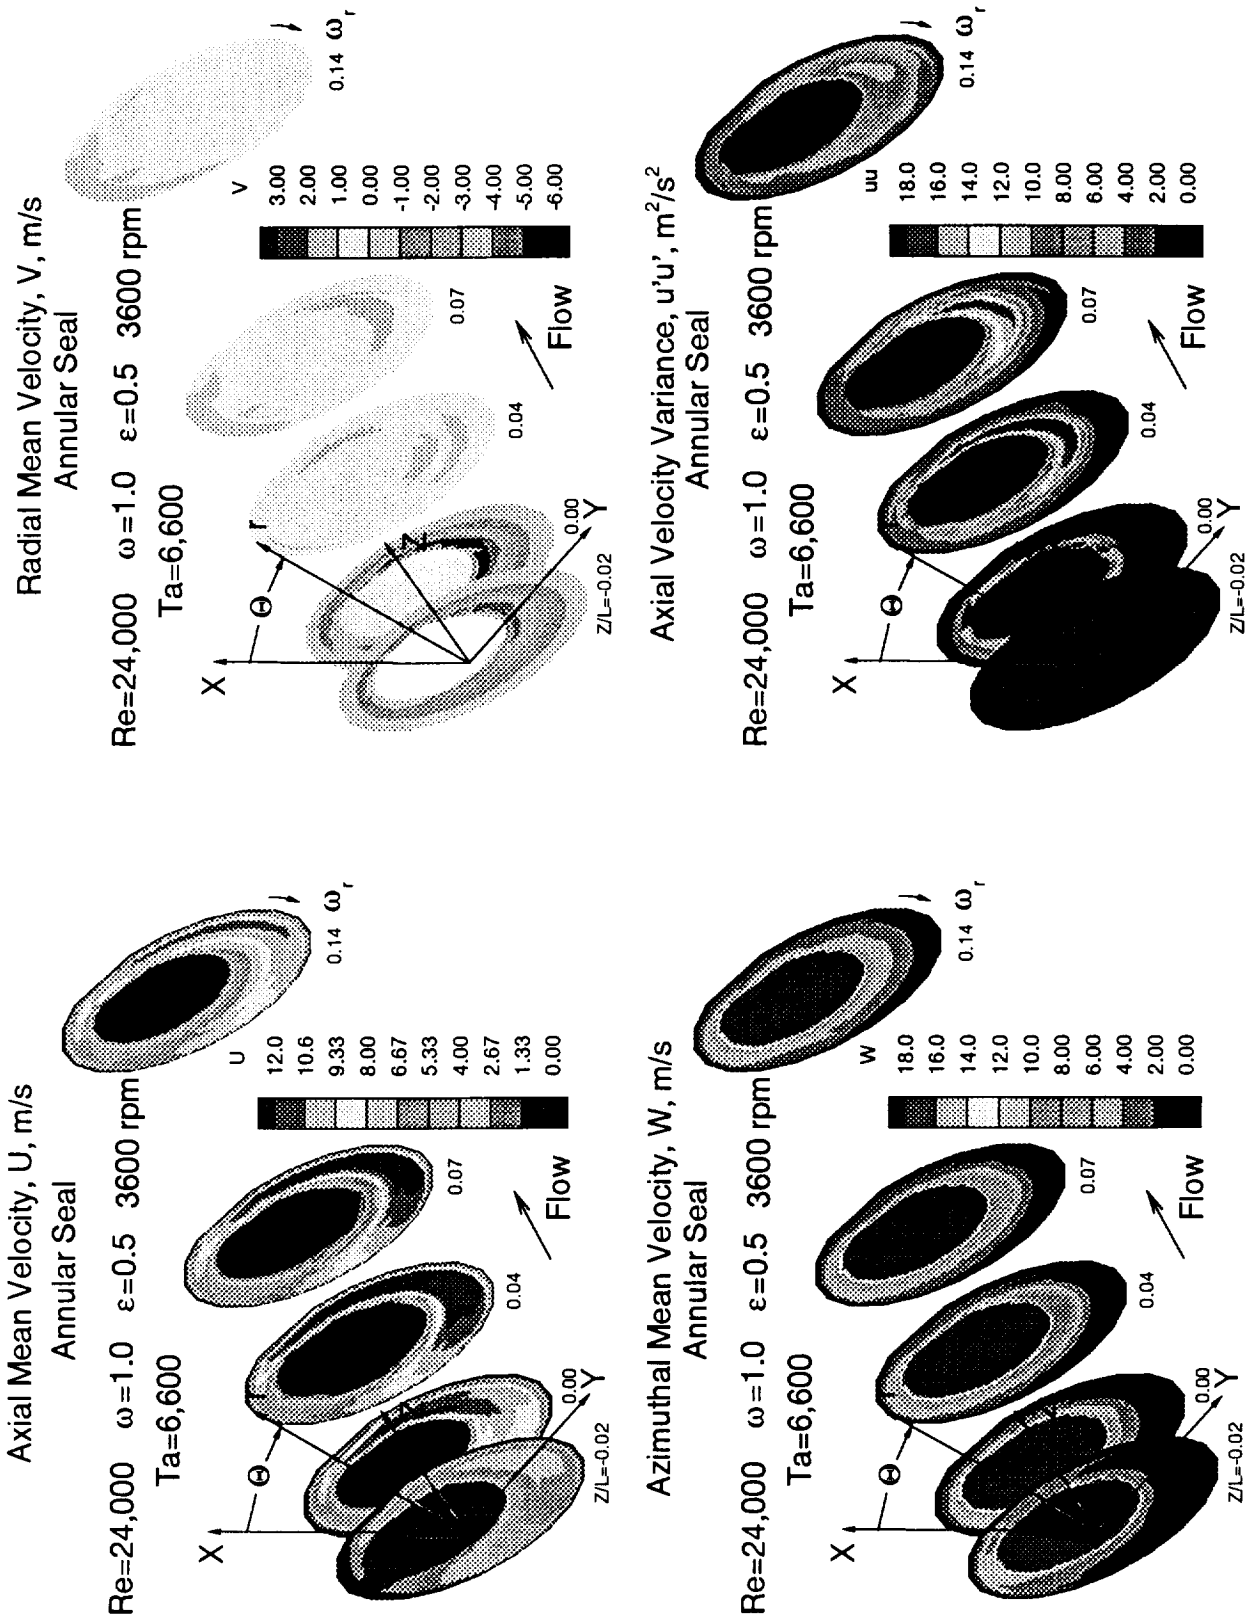 Axial Mean Velocity, U, m/s
Annular Seal
Re=24,000 ω=1.0 ε=0.5 3600 rpm
Ta=6,600
X
Θ
r
Z
Y
Z/L=-0.02
0.00
0.04
0.07
0.14
ω r
Flow
U
12.0
10.6
9.33
8.00
6.67
5.33
4.00
2.67
1.33
0.00
Radial Mean Velocity, V, m/s
Annular Seal
Re=24,000 ω=1.0 ε=0.5 3600 rpm
Ta=6,600
X
Θ
r
Z
Y
Z/L=-0.02
0.00
0.04
0.07
0.14
ω r
Flow
V
3.00
2.00
1.00
0.00
-1.00
-2.00
-3.00
-4.00
-5.00
-6.00
Azimuthal Mean Velocity, W, m/s
Annular Seal
Re=24,000 ω=1.0 ε=0.5 3600 rpm
Ta=6,600
X
Θ
r
Z
Y
Z/L=-0.02
0.00
0.04
0.07
0.14
ω r
Flow
W
18.0
16.0
14.0
12.0
10.0
8.00
6.00
4.00
2.00
0.00
Axial Velocity Variance, u'u', m²/s²
Annular Seal
Re=24,000 ω=1.0 ε=0.5 3600 rpm
Ta=6,600
X
Θ
Y
Z/L=-0.02
0.00
0.04
0.07
0.14
ω r
Flow
uu
18.0
16.0
14.0
12.0
10.0
8.00
6.00
4.00
2.00
0.00